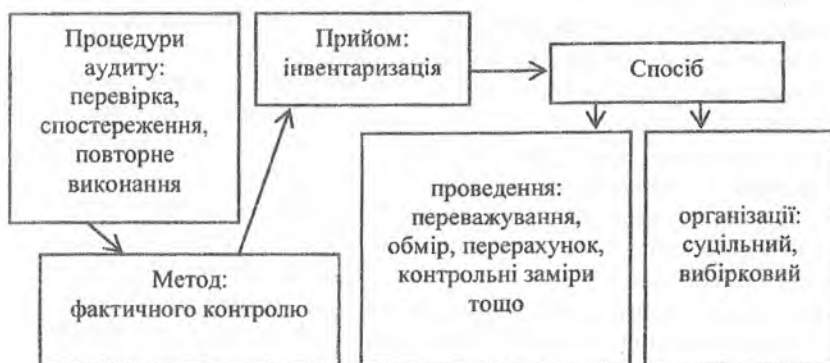 Процедури
аудиту:
перевірка,
спостереження,
повторне
виконання
Прийом:
інвентаризація
Спосіб
Метод:
фактичного контролю
проведення:
переважування,
обмір, перерахунок,
контрольні заміри
тощо
організації:
суцільний,
вибірковий